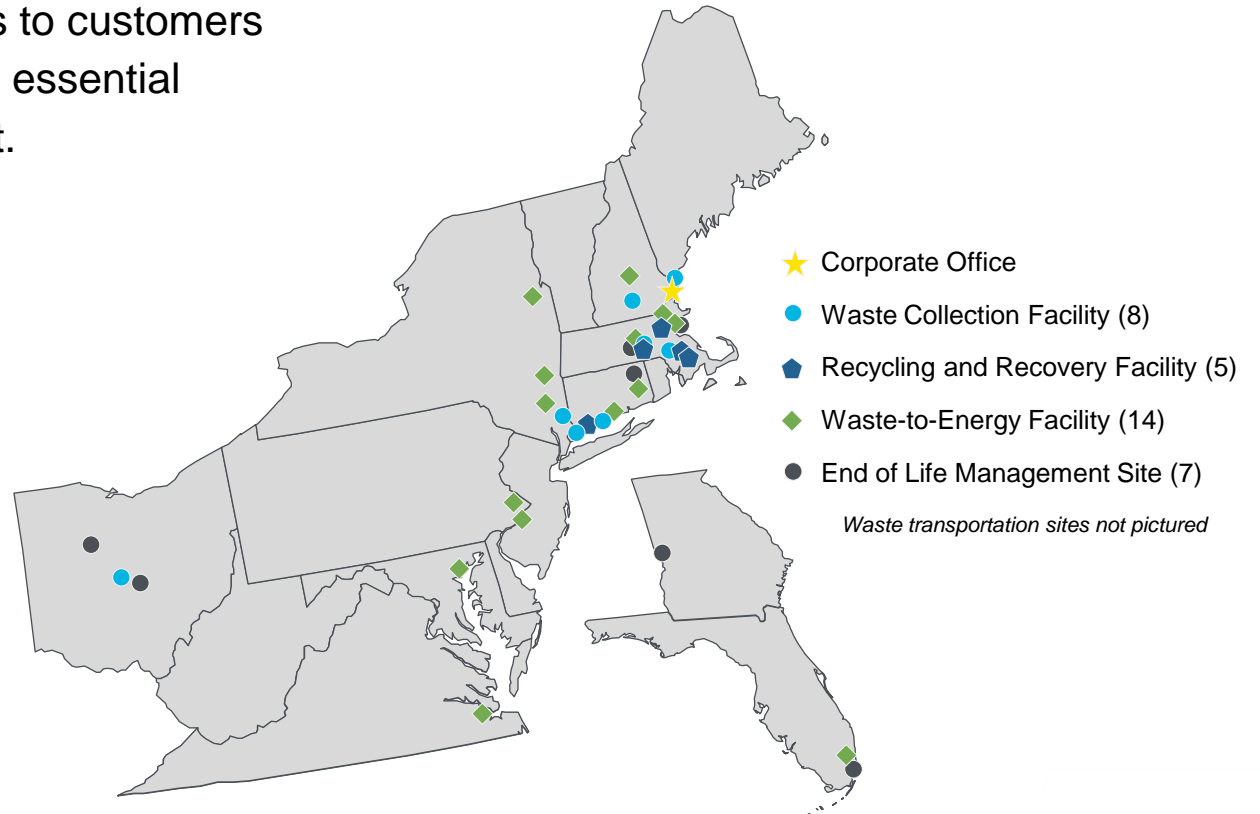 s to customers
essential
t.
Corporate Office
Waste Collection Facility (8)
Recycling and Recovery Facility (5)
Waste-to-Energy Facility (14)
End of Life Management Site (7)
Waste transportation sites not pictured